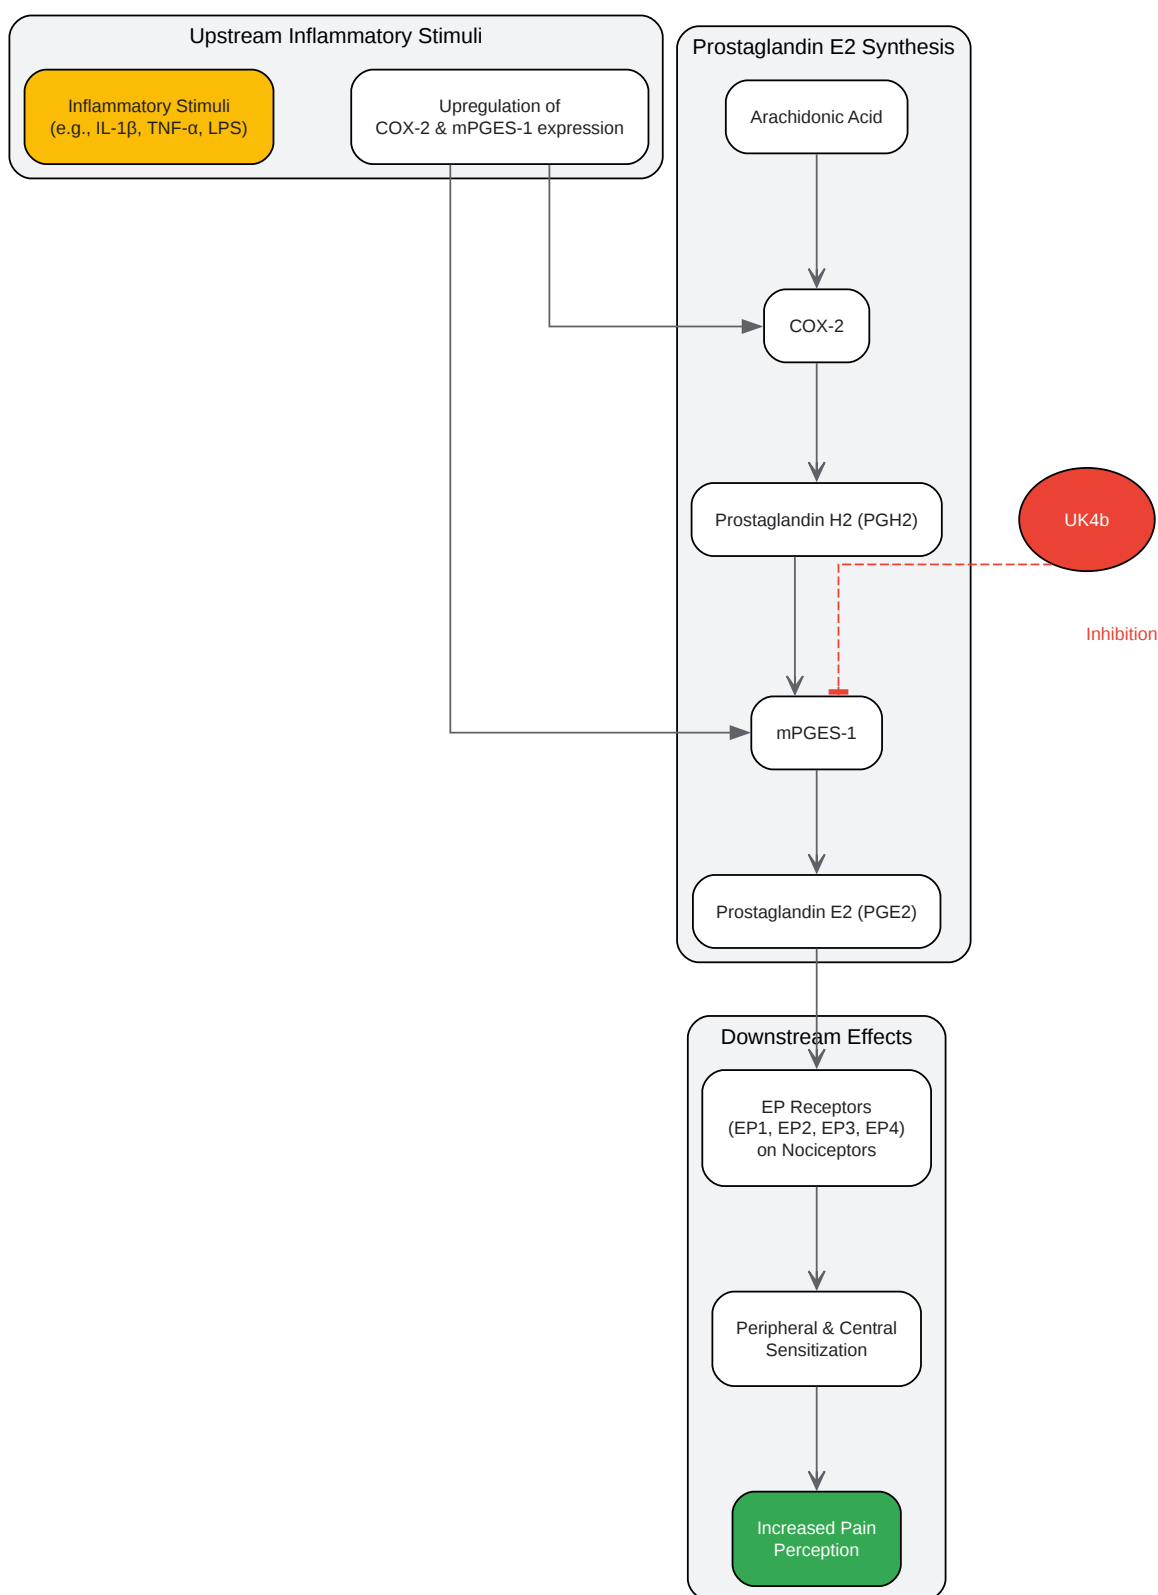 Upstream Inflammatory Stimuli
Inflammatory Stimuli
(e.g., IL-1β, TNF-α, LPS)
Upregulation of
COX-2 & mPGES-1 expression
Prostaglandin E2 Synthesis
Arachidonic Acid
COX-2
Prostaglandin H2 (PGH2)
UK4b
Inhibition
mPGES-1
Prostaglandin E2 (PGE2)
Downstream Effects
EP Receptors
(EP1, EP2, EP3, EP4)
on Nociceptors
Peripheral & Central
Sensitization
Increased Pain
Perception